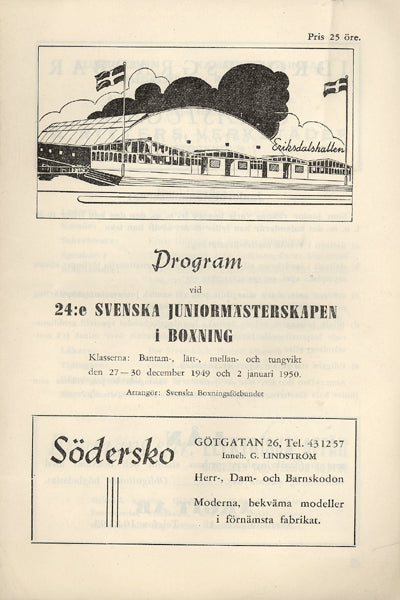 Pris 25 öre.
Eriksdalshallen
Program
vid
24:e SVENSKA JUNIORMÄSTERSKAPEN
i BOXNING
Klasserna: Bantam-, lätt-, mellan- och tungvikt
den 27—30 december 1949 och 2 januari 1950.
Arrangör: Svenska Boxningsförbundet
Södersko
GÖTGATAN 26, Tel. 43 12 57
Inneh. G. LINDSTRÖM
Herr-, Dam- och Barnskodon
Moderna, bekväma modeller
i förnämsta fabrikat.